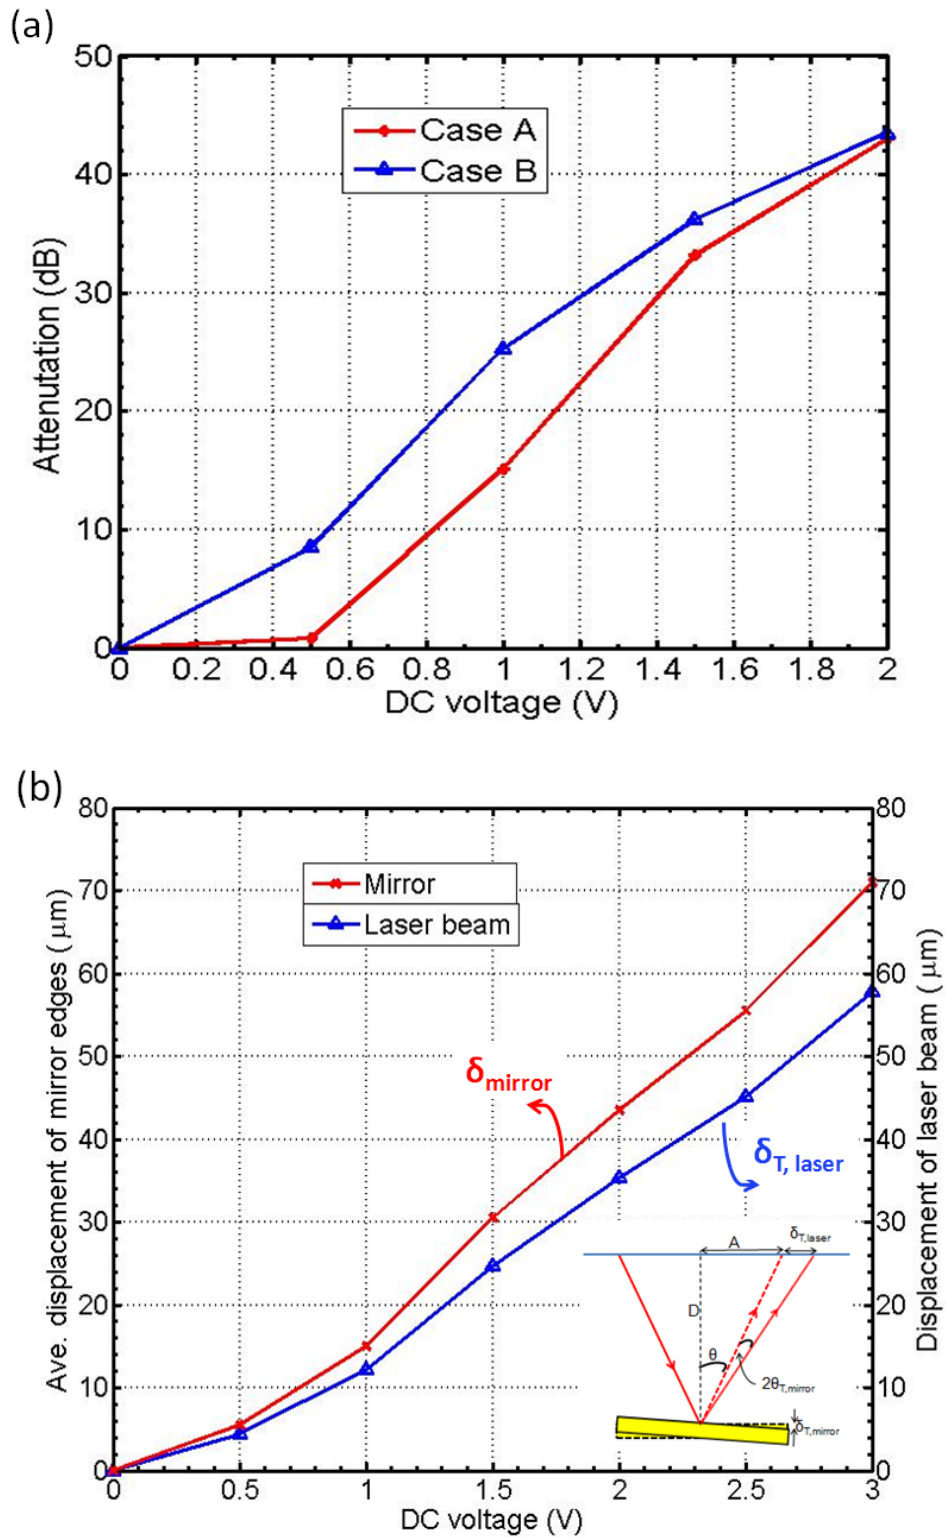 (a)
50
40
30
20
10
0
Attenutation (dB)
Case A
Case B
0 0.2 0.4 0.6 0.8 1 1.2 1.4 1.6 1.8 2
DC voltage (V)
(b)
80
70
60
50
40
30
20
10
0
Ave. displacement of mirror edges ( μm)
Mirror
Laser beam
δmirror
δT, laser
A
δT,laser
D
θ
2θT,mirror
δT,mirror
80
70
60
50
40
30
20
10
0
Displacement of laser beam ( μm)
0 0.5 1 1.5 2 2.5 3
DC voltage (V)